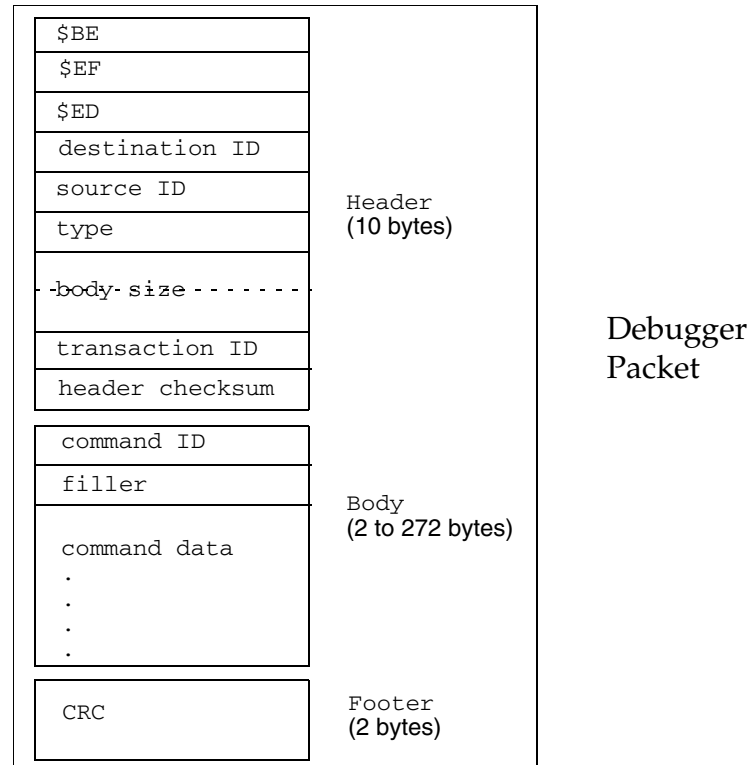 $BE
$EF
$ED
destination ID
source ID
type
body size
transaction ID
header checksum
Header
(10 bytes)
command ID
filler
command data
.
.
.
.
Body
(2 to 272 bytes)
CRC
Footer
(2 bytes)
Debugger
Packet